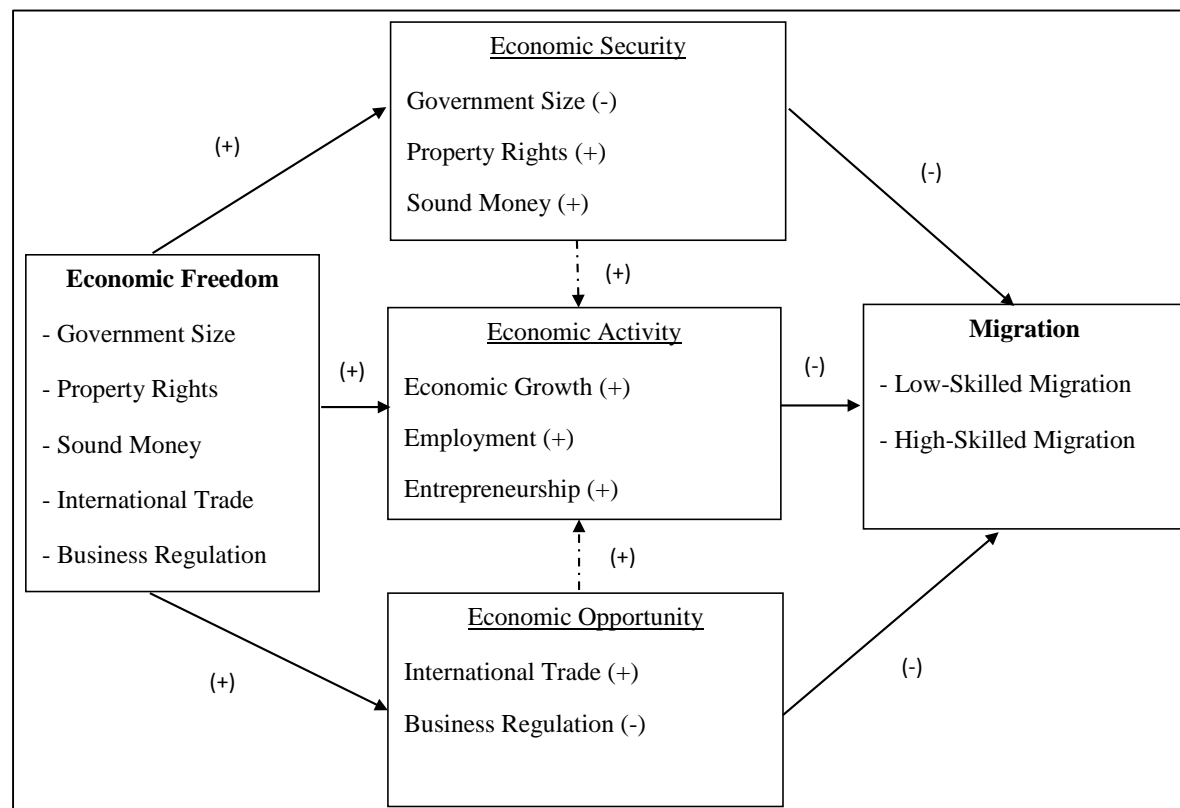 Economic Security
Government Size (-)
Property Rights (+)
Sound Money (+)
(+)
(-)
(+)
Economic Freedom
- Government Size
- Property Rights
- Sound Money
- International Trade
- Business Regulation
(+)
Economic Activity
Economic Growth (+)
Employment (+)
Entrepreneurship (+)
(-)
Migration
- Low-Skilled Migration
- High-Skilled Migration
(+)
Economic Opportunity
International Trade (+)
Business Regulation (-)
(+)
(-)